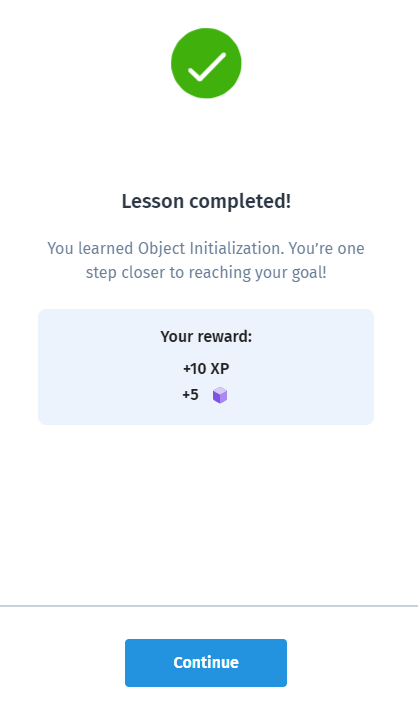 Lesson completed!
You learned Object Initialization. You’re one
step closer to reaching your goal!
Your reward:
+10 XP
+5
Continue